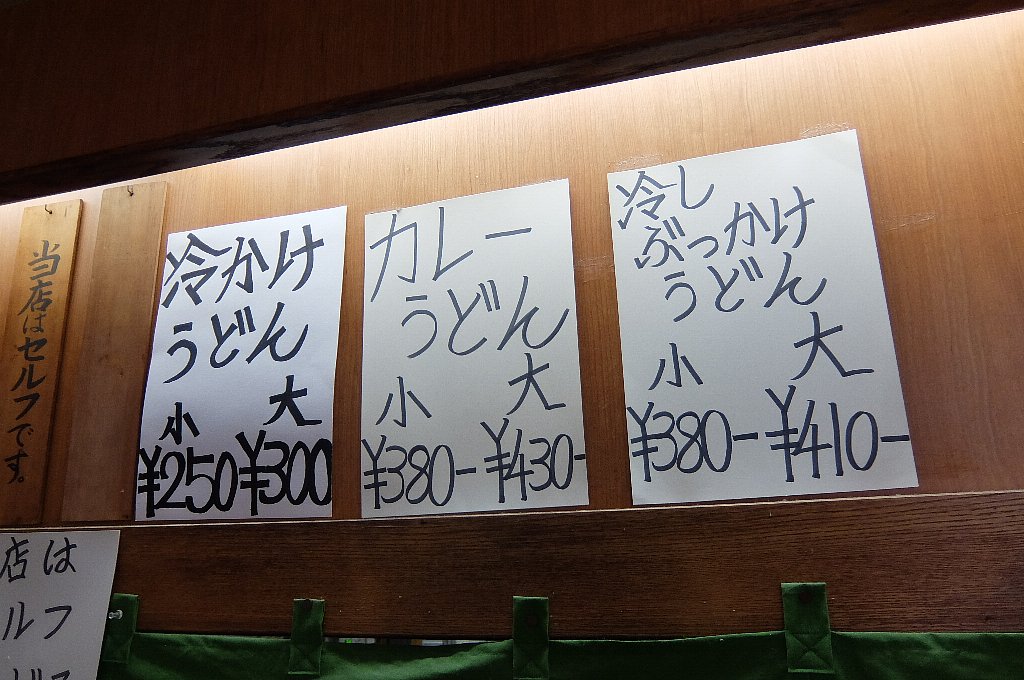 当店はセルフです。
冷かけ
うどん
小 大
¥250 ¥300
カレー
うどん
小 大
¥380- ¥430-
冷し
ぶっかけ
うどん
小 大
¥380- ¥410-
店は
ルフ